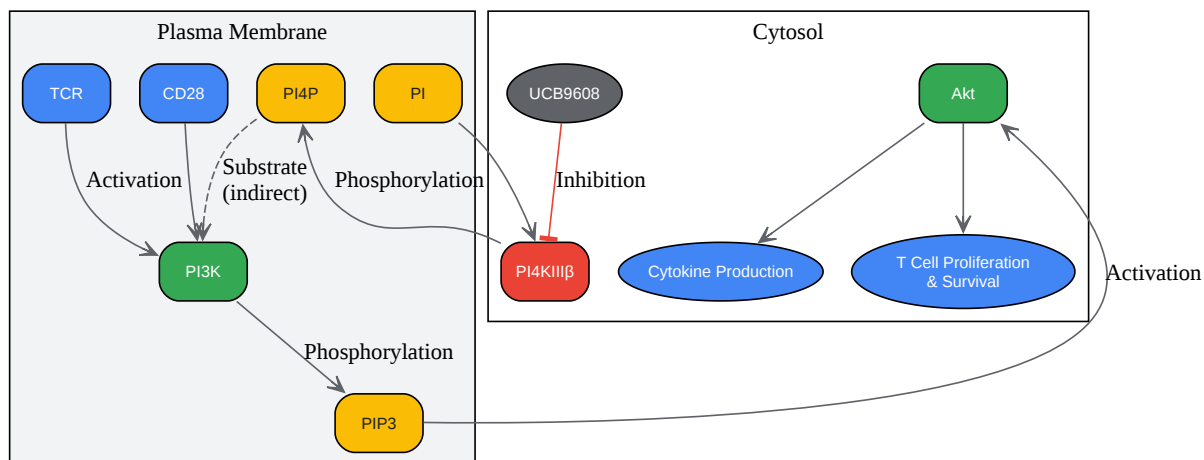 Plasma Membrane
Cytosol
TCR
CD28
PI4P
PI
UCB9608
Akt
Activation
Substrate
(indirect)
Phosphorylation
Inhibition
PI3K
PI4KIIIβ
Cytokine Production
T Cell Proliferation
& Survival
Activation
Phosphorylation
PIP3